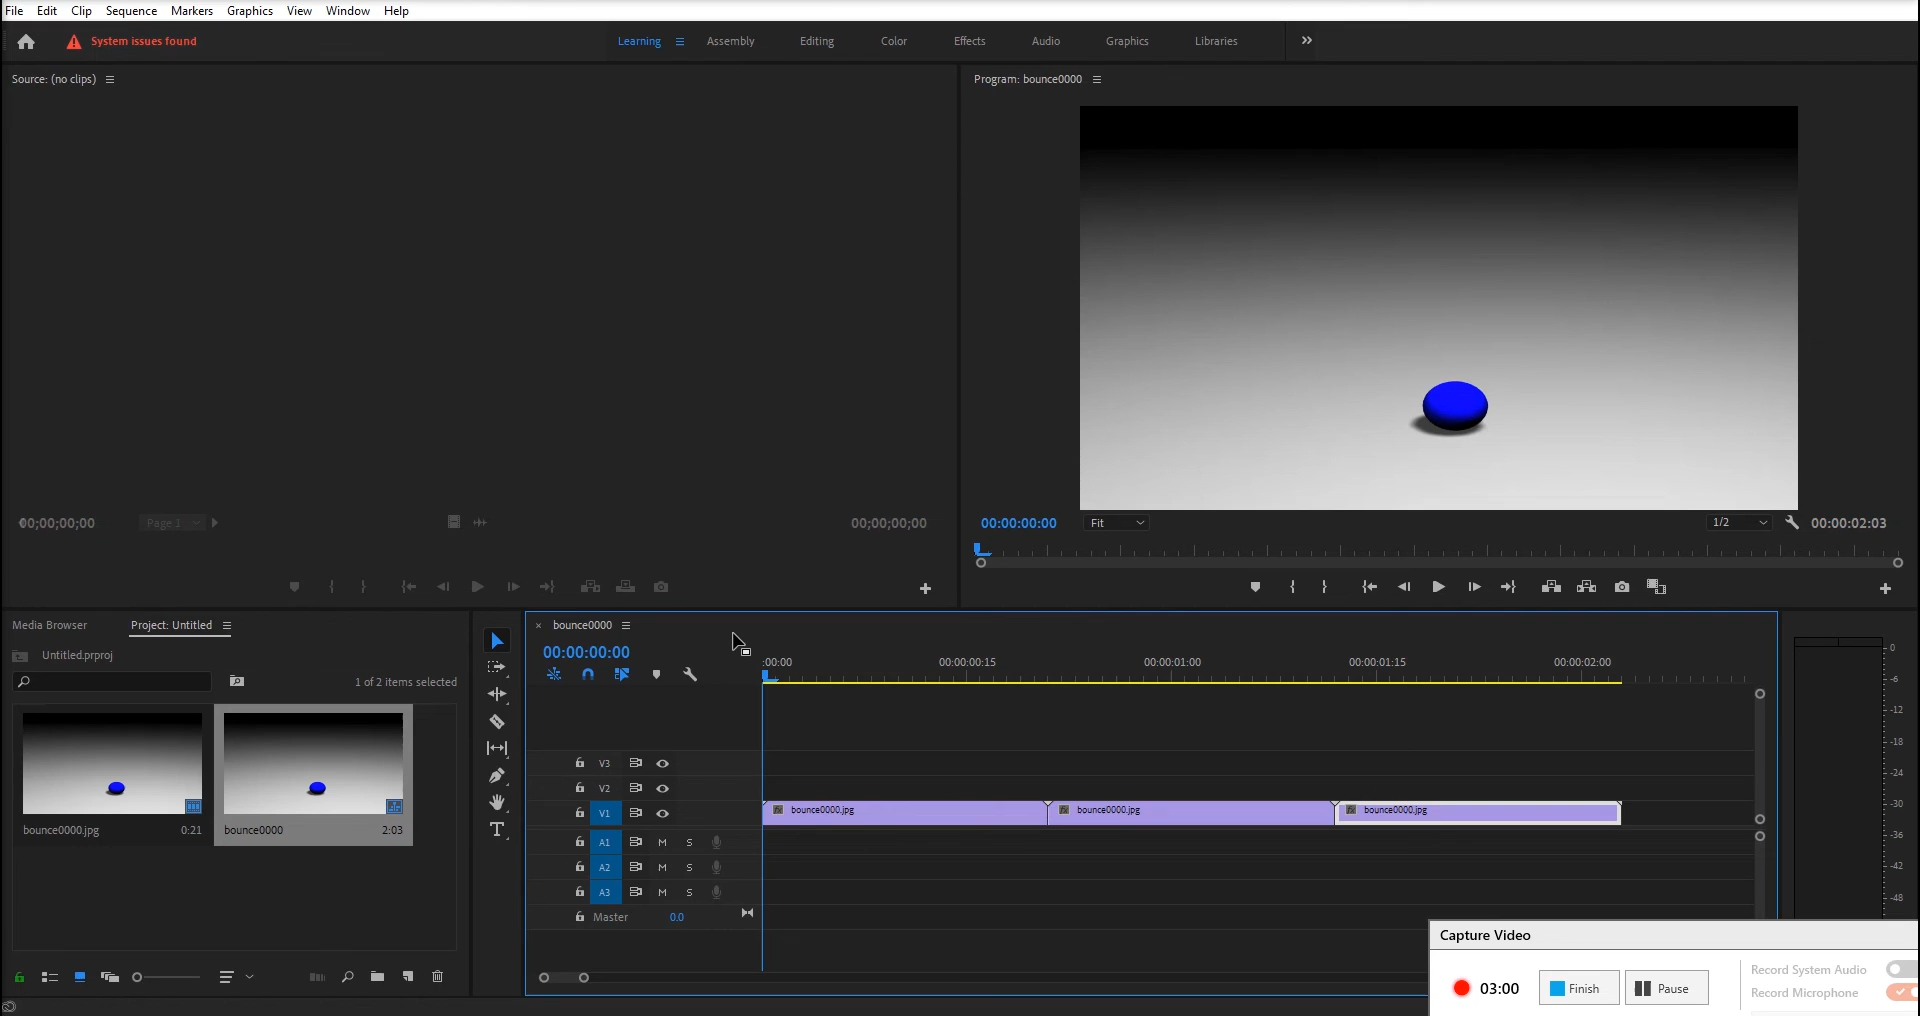 File Edit Clip Sequence Markers Graphics View Window Help
System issues found
Learning Assembly Editing Color Effects Audio Graphics Libraries
Source: (no clips)
Program: bounce0000
00;00;00;00 Page 1 00;00;00;00
00:00:00:00 Fit 1/2 00:00:02:03
Media Browser Project: Untitled
Untitled.prproj
1 of 2 items selected
bounce0000.jpg 0:21
bounce0000 2:03
bounce0000
00:00:00:00
:00:00 00:00:00:15 00:00:01:00 00:00:01:15 00:00:02:00
V3
V2
V1 bounce0000.jpg bounce0000.jpg bounce0000.jpg
A1 M S
A2 M S
A3 M S
Master 0.0
0
-6
-12
-18
-24
-30
-36
-42
-48
Capture Video
03:00 Finish Pause
Record System Audio
Record Microphone